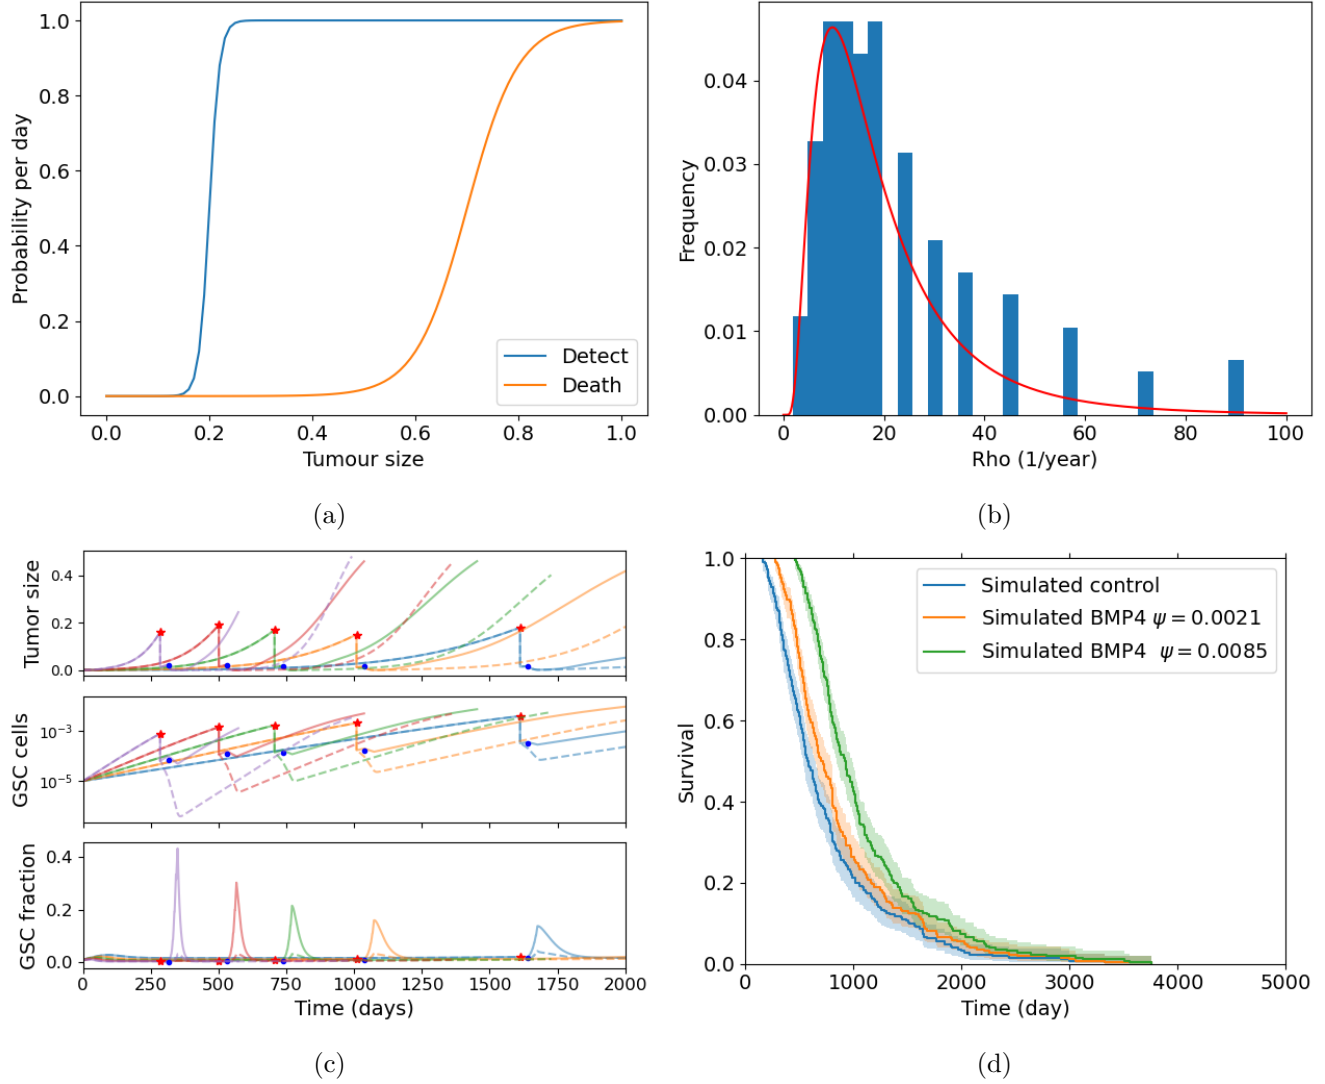 1.0
0.8
0.6
0.4
0.2
0.0
Probability per day
Detect
Death
0.0 0.2 0.4 0.6 0.8 1.0
Tumour size
(a)
0.04
0.03
0.02
0.01
0.00
Frequency
0 20 40 60 80 100
Rho (1/year)
(b)
0.4
0.2
0.0
Tumor size
10⁻³
10⁻⁵
GSC cells
0.4
0.2
0.0
GSC fraction
0 250 500 750 1000 1250 1500 1750 2000
Time (days)
(c)
1.0
0.8
0.6
0.4
0.2
0.0
Survival
Simulated control
Simulated BMP4 ψ = 0.0021
Simulated BMP4 ψ = 0.0085
0 1000 2000 3000 4000 5000
Time (day)
(d)